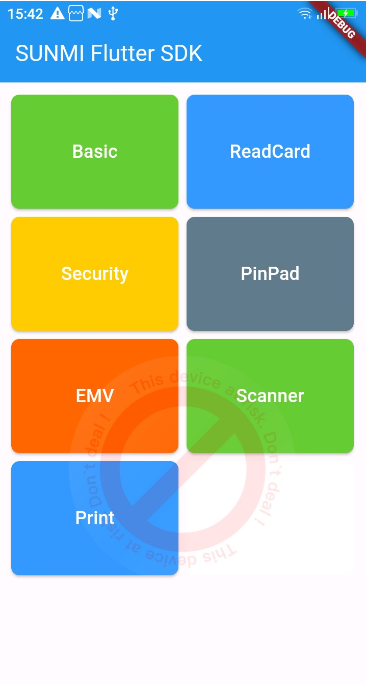 15:42
DEBUG
SUNMI Flutter SDK
Basic
ReadCard
Security
PinPad
EMV
Scanner
Print
This device at risk. Don't deal !
This device at risk. Don't deal !